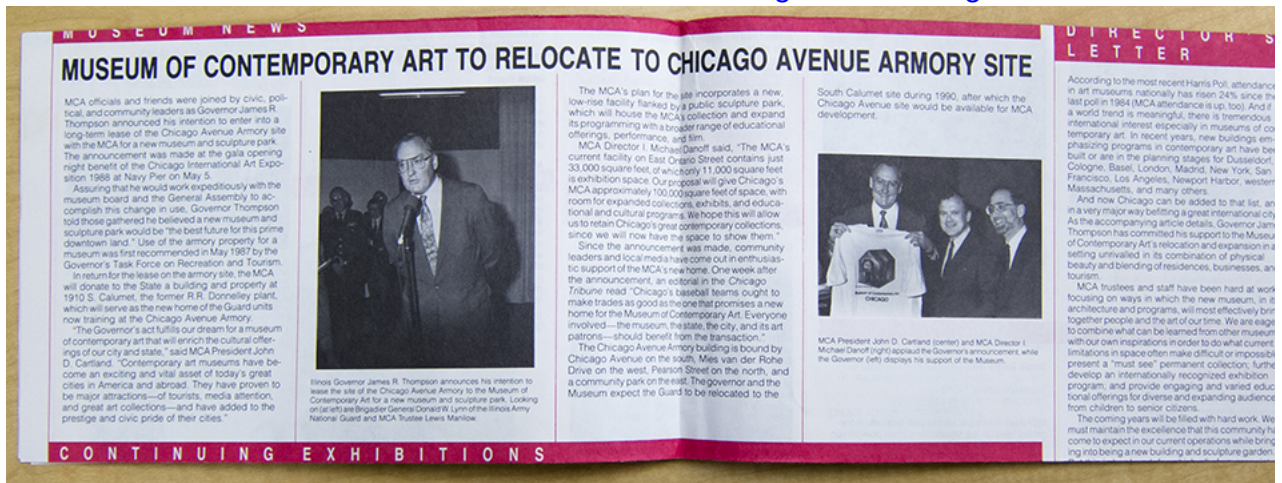 MUSEUM NEWS
MUSEUM OF CONTEMPORARY ART TO RELOCATE TO CHICAGO AVENUE ARMORY SITE
MCA officials and friends were joined by civic, poli-
tical, and community leaders as Governor James R.
Thompson announced his intention to enter into a
long-term lease of the Chicago Avenue Armory site
with the MCA for a new museum and sculpture park.
The announcement was made at the gala opening
night benefit of the Chicago International Art Expo-
sition 1988 at Navy Pier on May 5.
Assuring that he would work expeditiously with the
museum board and the General Assembly to ac-
complish this change in use, Governor Thompson
told those gathered he believed a new museum and
sculpture park would be "the best future for this prime
downtown land." Use of the armory property for a
museum was first recommended in May 1987 by the
Governor's Task Force on Recreation and Tourism.
In return for the lease on the armory site, the MCA
will donate to the State a building and property at
1910 S. Calumet, the former R.R. Donnelley plant,
which will serve as the new home of the Guard units
now training at the Chicago Avenue Armory.
"The Governor's act fulfills our dream for a museum
of contemporary art that will enrich the cultural offer-
ings of our city and state," said MCA President John
D. Cartland. "Contemporary art museums have be-
come an exciting and vital asset of today's great
cities in America and abroad. They have proven to
be major attractions—of tourists, media attention,
and great art collections—and have added to the
prestige and civic pride of their cities."
Illinois Governor James R. Thompson announces his intention to
lease the site of the Chicago Avenue Armory to the Museum of
Contemporary Art for a new museum and sculpture park. Looking
on (at left) are Brigadier General Donald W. Lynn of the Illinois Army
National Guard and MCA Trustee Lewis Manilow.
The MCA's plan for the site incorporates a new,
low-rise facility flanked by a public sculpture park,
which will house the MCA's collection and expand
its programming with a broader range of educational
offerings, performance, and film.
MCA Director I. Michael Danoff said, "The MCA's
current facility on East Ontario Street contains just
33,000 square feet, of which only 11,000 square feet
is exhibition space. Our proposal will give Chicago's
MCA approximately 100,000 square feet of space, with
room for expanded collections, exhibits, and educa-
tional and cultural programs. We hope this will allow
us to retain Chicago's great contemporary collections,
since we will now have the space to show them."
Since the announcement was made, community
leaders and local media have come out in enthusias-
tic support of the MCA's new home. One week after
the announcement, an editorial in the Chicago
Tribune read "Chicago's baseball teams ought to
make trades as good as the one that promises a new
home for the Museum of Contemporary Art. Everyone
involved—the museum, the state, the city, and its art
patrons—should benefit from the transaction."
The Chicago Avenue Armory building is bound by
Chicago Avenue on the south, Mies van der Rohe
Drive on the west, Pearson Street on the north, and
a community park on the east. The governor and the
Museum expect the Guard to be relocated to the
South Calumet site during 1990, after which the
Chicago Avenue site would be available for MCA
development.
CHICAGO
MCA President John D. Cartland (center) and MCA Director I.
Michael Danoff (right) applaud the Governor's announcement, while
the Governor (left) displays his support of the Museum.
DIRECTOR'S
LETTER
According to the most recent Harris Poll, attendance
in art museums nationally has risen 24% since the
last poll in 1984 (MCA attendance is up, too). And if
a world trend is meaningful, there is tremendous
international interest especially in museums of con
temporary art. In recent years, new buildings em-
phasizing programs in contemporary art have been
built or are in the planning stages for Dusseldorf,
Cologne, Basel, London, Madrid, New York, San
Francisco, Los Angeles, Newport Harbor, western
Massachusetts, and many others.
And now Chicago can be added to that list, and
in a very major way befitting a great international city.
As the accompanying article details, Governor James
Thompson has committed his support to the Museum
of Contemporary Art's relocation and expansion in a
setting unrivalled in its combination of physical
beauty and blending of residences, businesses, and
tourism.
MCA trustees and staff have been hard at work
focusing on ways in which the new museum, in its
architecture and programs, will most effectively bring
together people and the art of our time. We are eager
to combine what can be learned from other museums
with our own inspirations in order to do what current
limitations in space often make difficult or impossible:
present a "must see" permanent collection; further
develop an internationally recognized exhibition
program; and provide engaging and varied educa
tional offerings for diverse and expanding audiences
from children to senior citizens.
The coming years will be filled with hard work. We
must maintain the excellence that this community has
come to expect in our current operations while bring
ing into being a new building and sculpture garden.
CONTINUING EXHIBITIONS